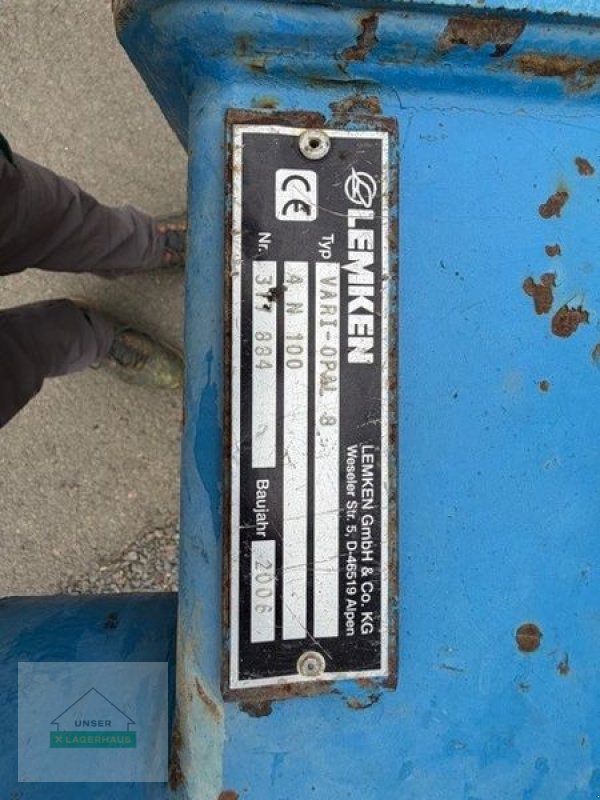 LEMKEN
LEMKEN GmbH & Co. KG
Weseler Str. 5, D-46519 Alpen
CE
Typ VARI-OPAL 8
4 N 100
Nr. 884 Baujahr 2006
UNSER
X LAGERHAUS